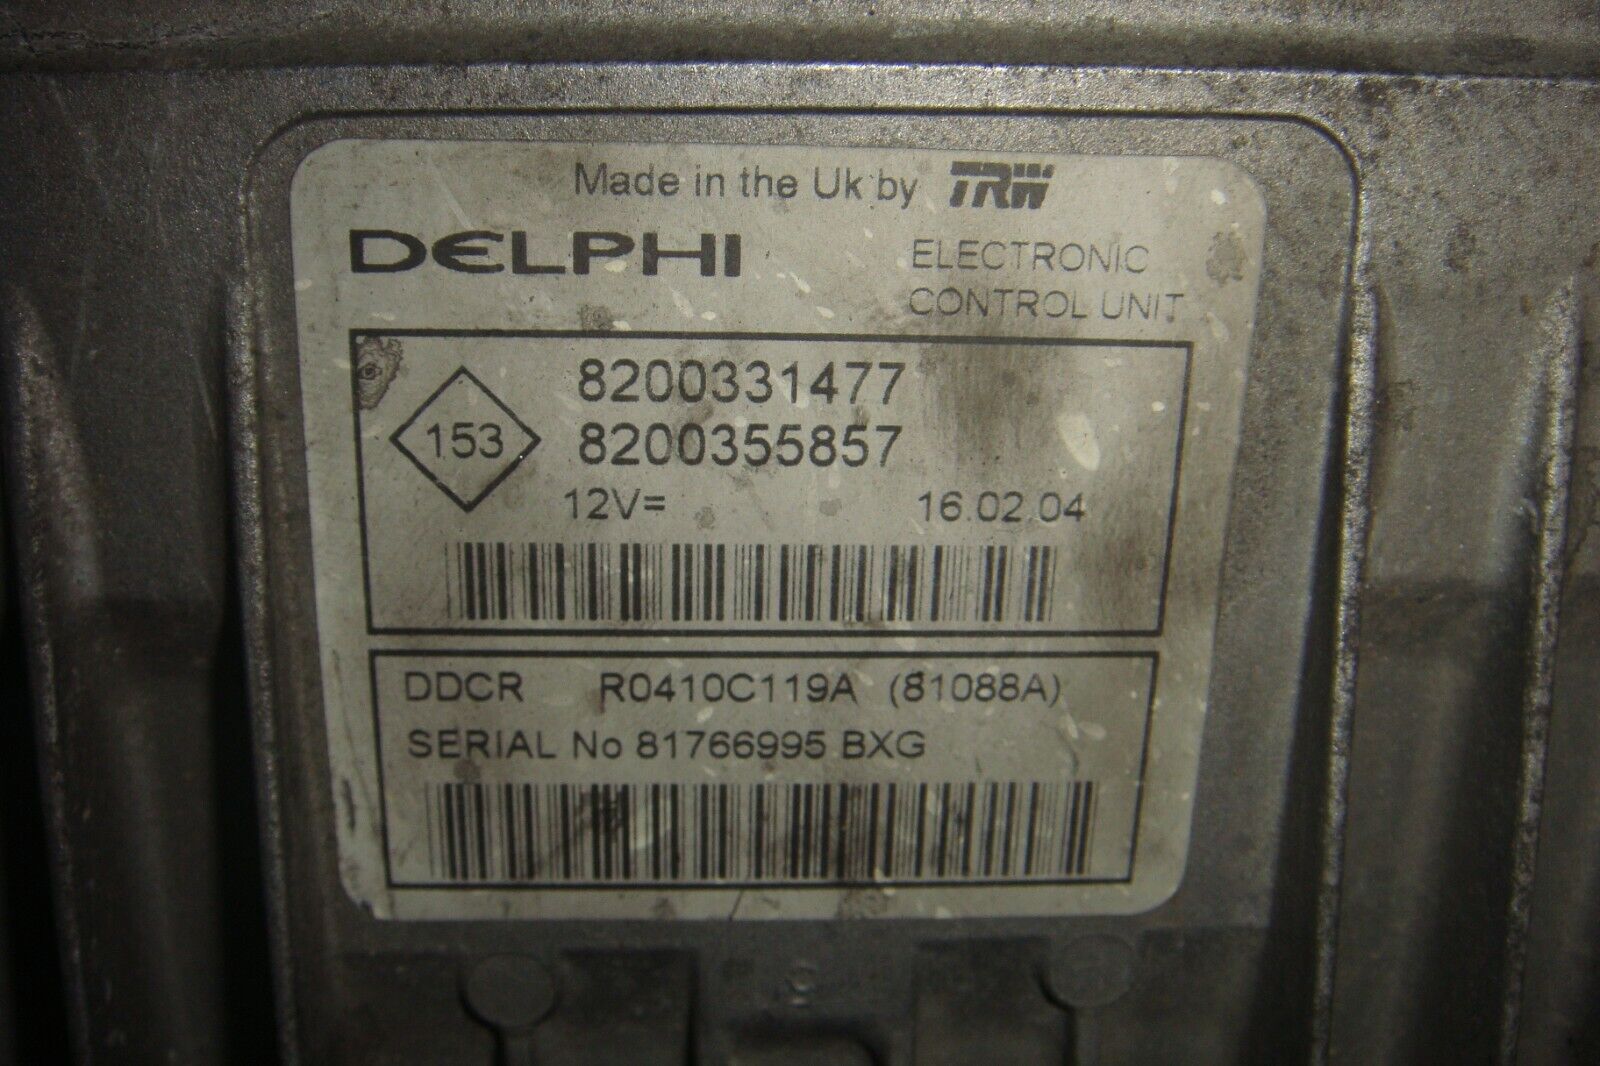 Made in the Uk by TRW
DELPHI
ELECTRONIC
CONTROL UNIT
153
8200331477
8200355857
12V=
16.02.04
DDCR R0410C119A (81088A)
SERIAL No 81766995 BXG